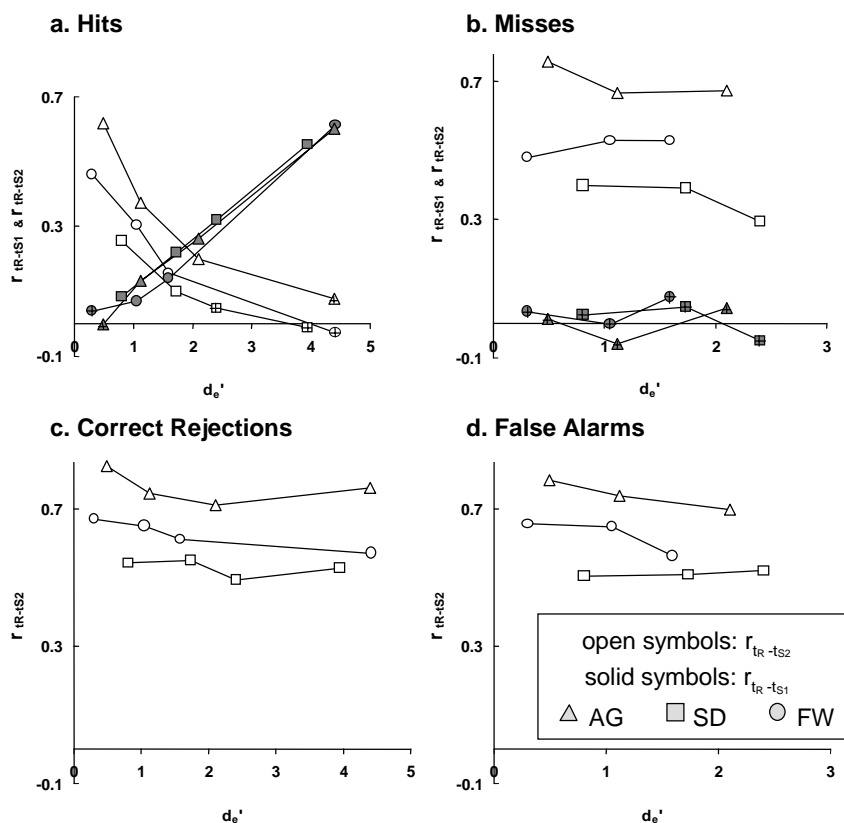 a. Hits
0.7
0.3
-0.1
r tR-tS1 & r tR-tS2
0 1 2 3 4 5
de'
b. Misses
0.7
0.3
-0.1
r tR-tS1 & r tR-tS2
0 1 2 3
de'
c. Correct Rejections
0.7
0.3
-0.1
r tR-tS2
0 1 2 3 4 5
de'
d. False Alarms
0.7
0.3
-0.1
r tR-tS2
0 1 2 3
de'
open symbols: r tR-tS2
solid symbols: r tR-tS1
AG SD FW